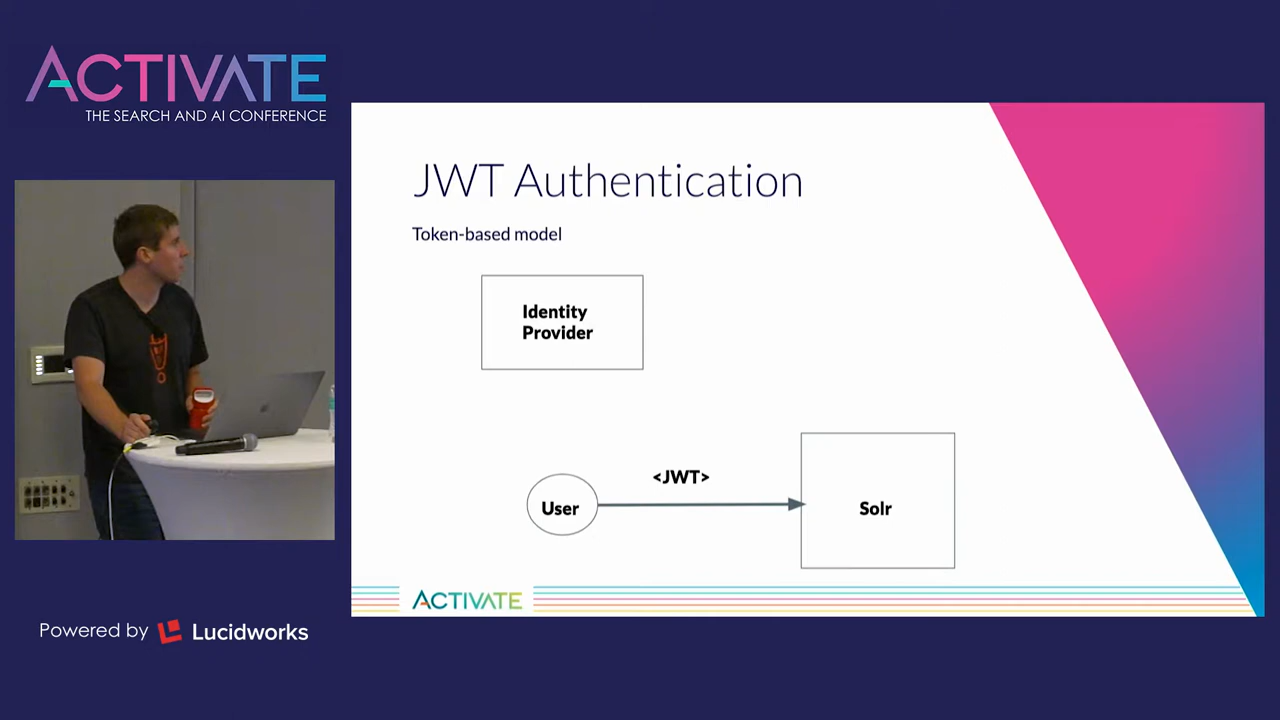 ACTIVATE
THE SEARCH AND AI CONFERENCE
JWT Authentication
Token-based model
Identity
Provider
<JWT>
User
Solr
ACTIVATE
Powered by Lucidworks